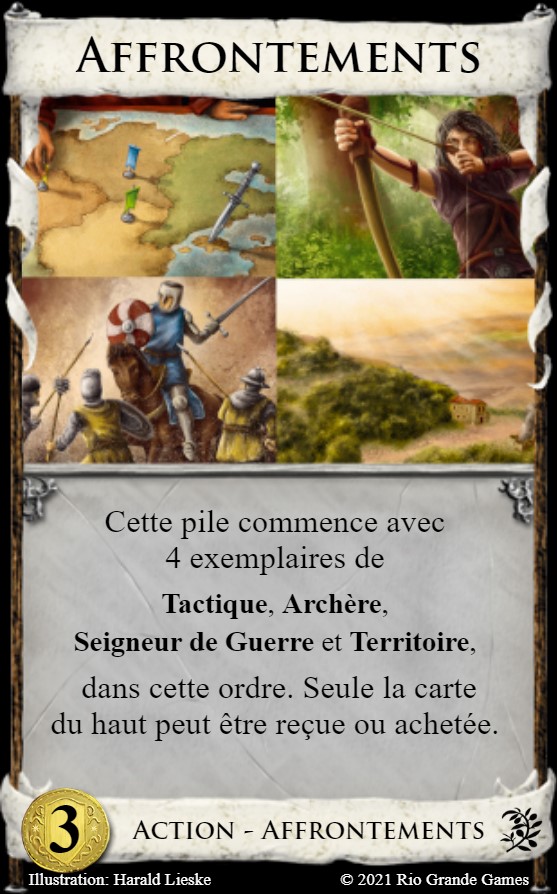 AFFRONTEMENTS
Cette pile commence avec
4 exemplaires de
Tactique, Archère,
Seigneur de Guerre et Territoire,
dans cette ordre. Seule la carte
du haut peut être reçue ou achetée.
3
ACTION - AFFRONTEMENTS
Illustration: Harald Lieske © 2021 Rio Grande Games